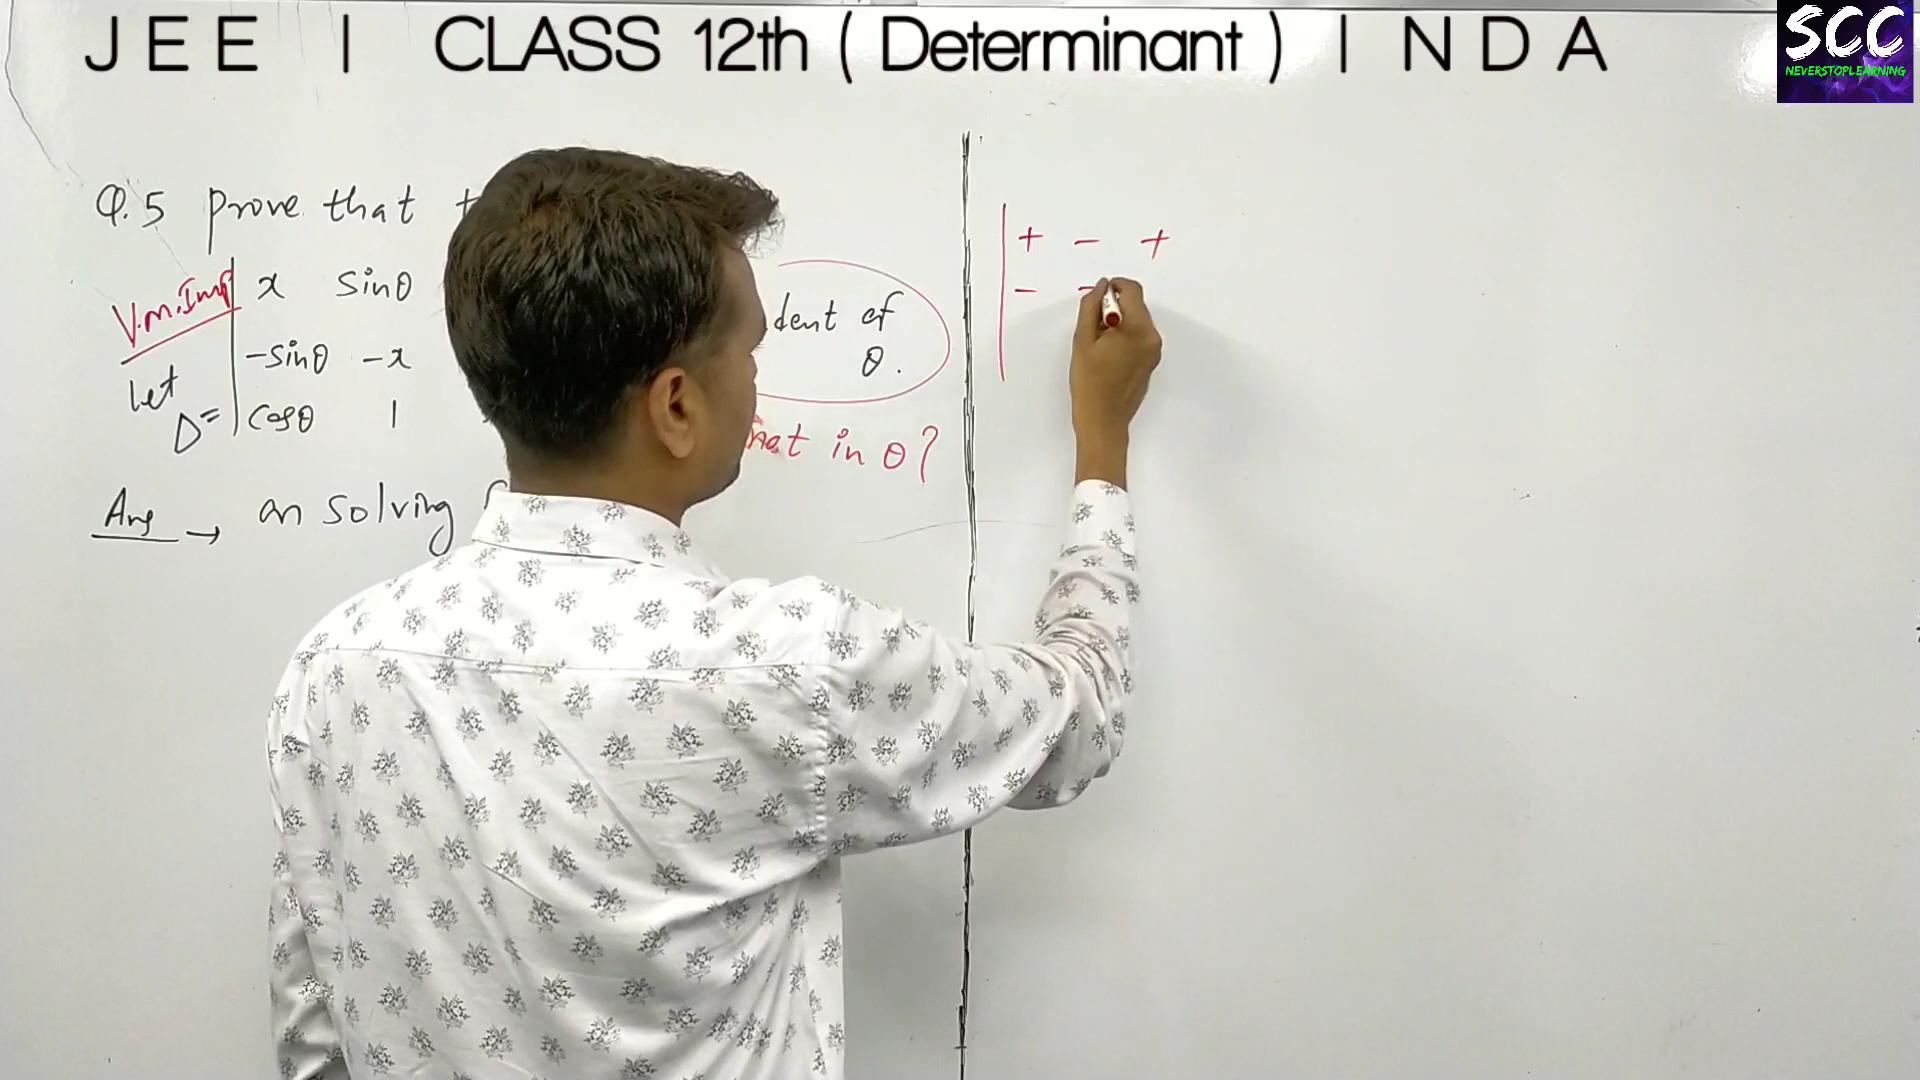 JEE | CLASS 12th ( Determinant ) | NDA
SCC
NEVERSTOPLEARNING
Q.5 prove that
V.m.Imp
x sinθ
-sinθ -x
cosθ 1
Let
D=
dent of
θ.
not in θ?
Ans → on solving
+ - +
-